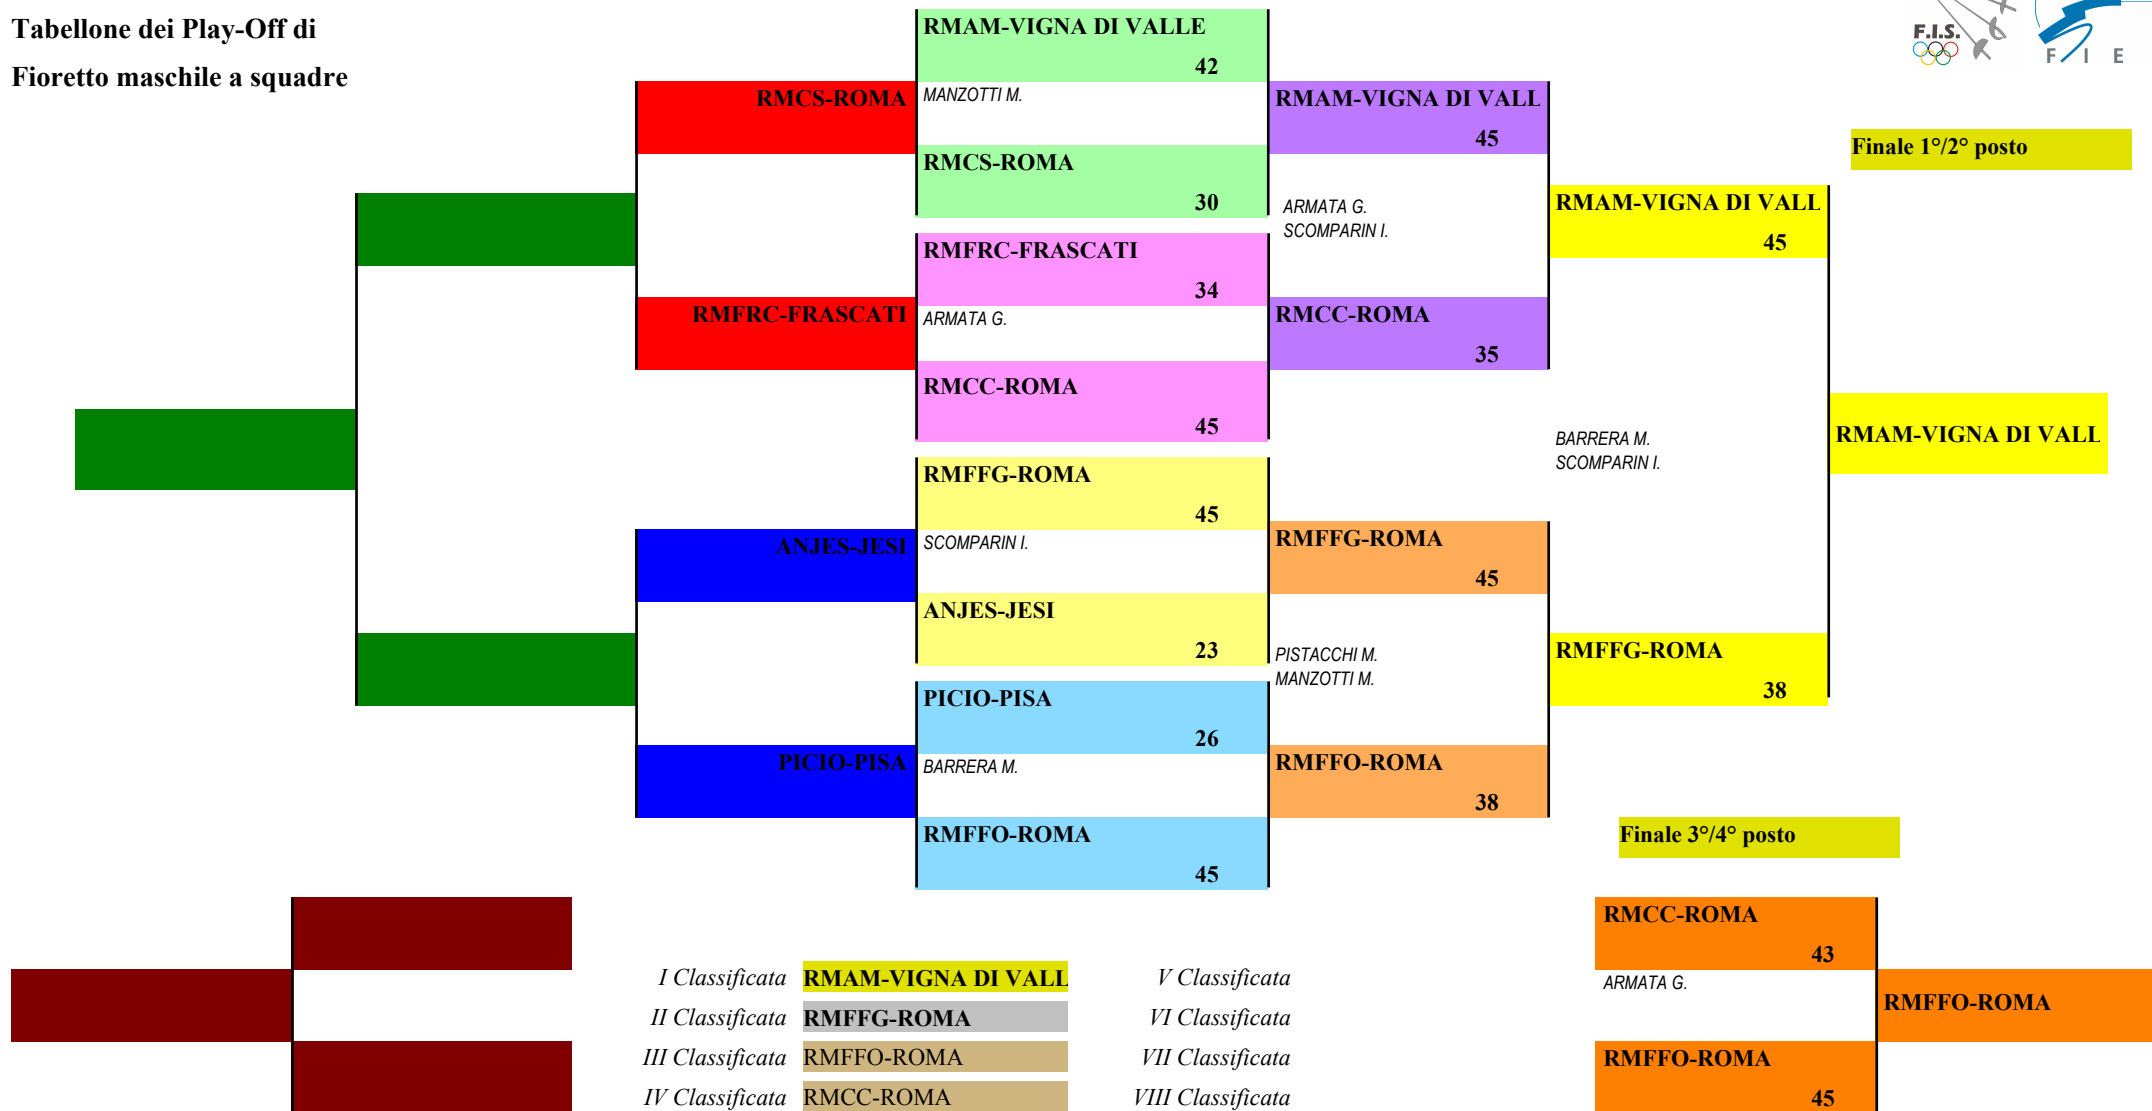 Tabellone dei Play-Off di
Fioretto maschile a squadre
F.I.S.
F I E
RMAM-VIGNA DI VALLE
42
MANZOTTI M.
RMCS-ROMA
30
RMFRC-FRASCATI
34
ARMATA G.
RMCC-ROMA
45
RMFFG-ROMA
45
SCOMPARIN I.
ANJES-JESI
23
PICIO-PISA
26
BARRERA M.
RMFFO-ROMA
45
RMCS-ROMA
RMFRC-FRASCATI
ANJES-JESI
PICIO-PISA
RMAM-VIGNA DI VALL
45
ARMATA G.
SCOMPARIN I.
RMCC-ROMA
35
RMFFG-ROMA
45
PISTACCHI M.
MANZOTTI M.
RMFFO-ROMA
38
Finale 1°/2° posto
RMAM-VIGNA DI VALL
45
BARRERA M.
SCOMPARIN I.
RMFFG-ROMA
38
RMAM-VIGNA DI VALL
Finale 3°/4° posto
RMCC-ROMA
43
ARMATA G.
RMFFO-ROMA
45
RMFFO-ROMA
I Classificata RMAM-VIGNA DI VALL V Classificata
II Classificata RMFFG-ROMA VI Classificata
III Classificata RMFFO-ROMA VII Classificata
IV Classificata RMCC-ROMA VIII Classificata